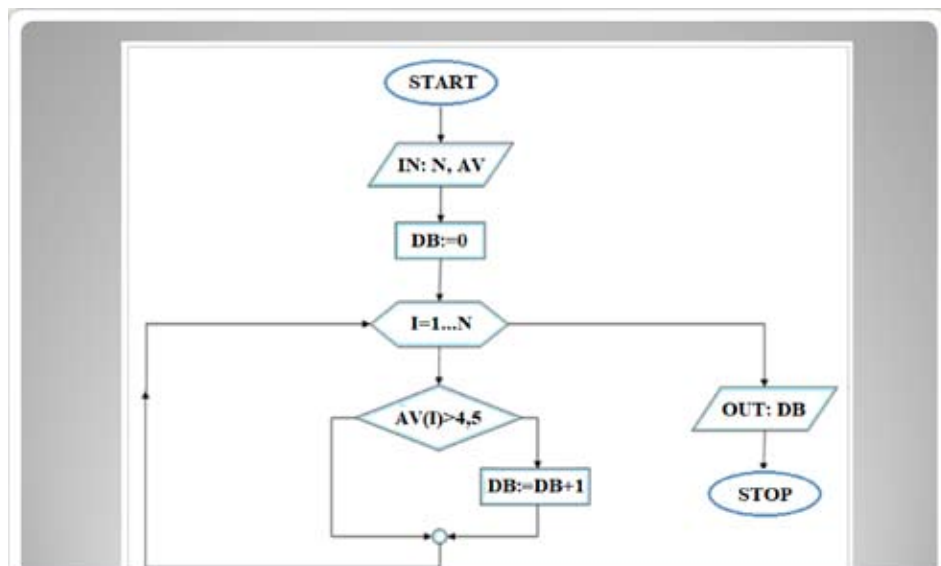 START
IN: N, AV
DB:=0
I=1...N
AV(I)>4,5
DB:=DB+1
OUT: DB
STOP